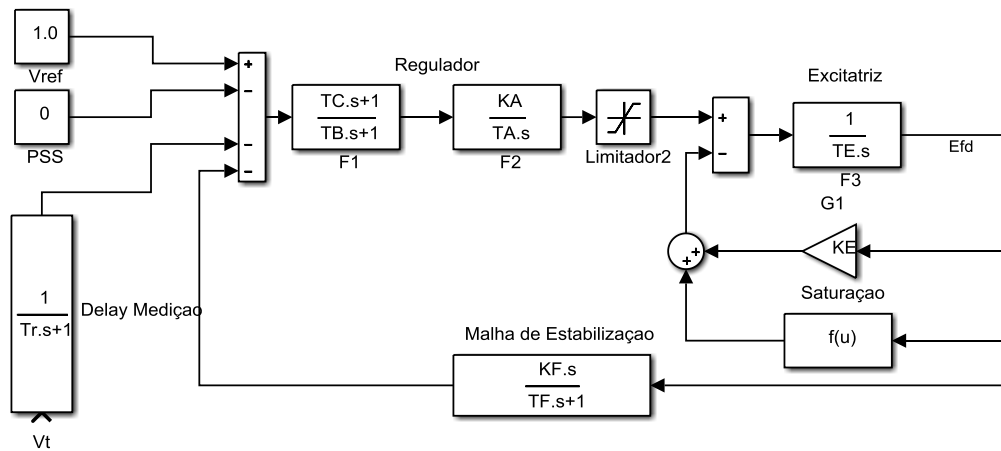 1.0
Vref
0
PSS
+
−
−
−
Regulador
TC.s+1
TB.s+1
F1
KA
TA.s
F2
Limitador2
+
−
Excitatriz
1
TE.s
F3
Efd
G1
KE
+
+
Saturaçao
f(u)
1
Tr.s+1
Delay Mediçao
Malha de Estabilizaçao
KF.s
TF.s+1
Vt